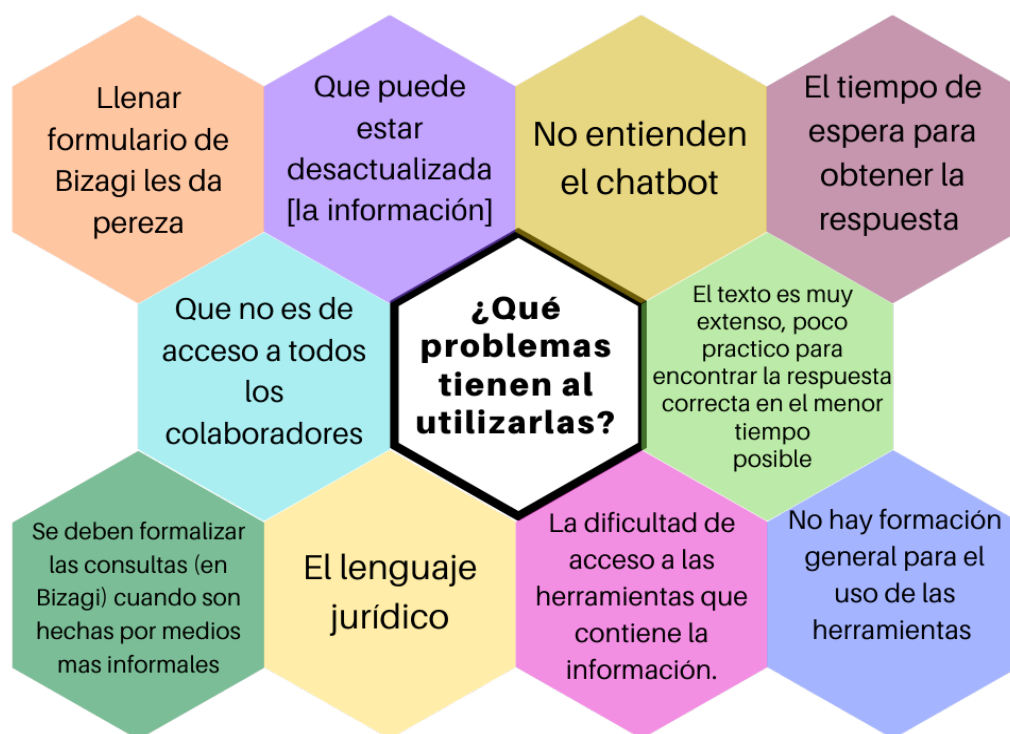 Llenar
formulario de
Bizagi les da
pereza
Que puede
estar
desactualizada
[la información]
No entienden
el chatbot
El tiempo de
espera para
obtener la
respuesta
Que no es de
acceso a todos
los
colaboradores
¿Qué
problemas
tienen al
utilizarlas?
El texto es muy
extenso, poco
practico para
encontrar la respuesta
correcta en el menor
tiempo
posible
Se deben formalizar
las consultas (en
Bizagi) cuando son
hechas por medios
mas informales
El lenguaje
jurídico
La dificultad de
acceso a las
herramientas que
contiene la
información.
No hay formación
general para el
uso de las
herramientas